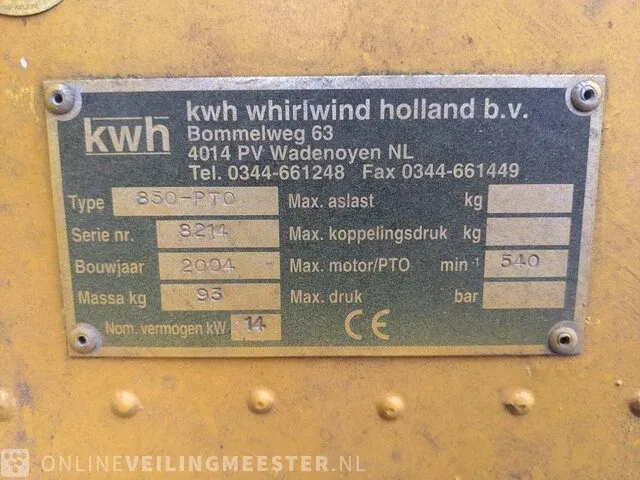 kwh
kwh whirlwind holland b.v.
Bommelweg 63
4014 PV Wadenoyen NL
Tel. 0344-661248 Fax 0344-661449
Type 850-PTO Max. aslast kg
Serie nr. 8214 Max. koppelingsdruk kg
Bouwjaar 2004 Max. motor/PTO min-1 540
Massa kg 93 Max. druk bar
Nom. vermogen kW 14 CE
ONLINEVEILINGMEESTER.NL